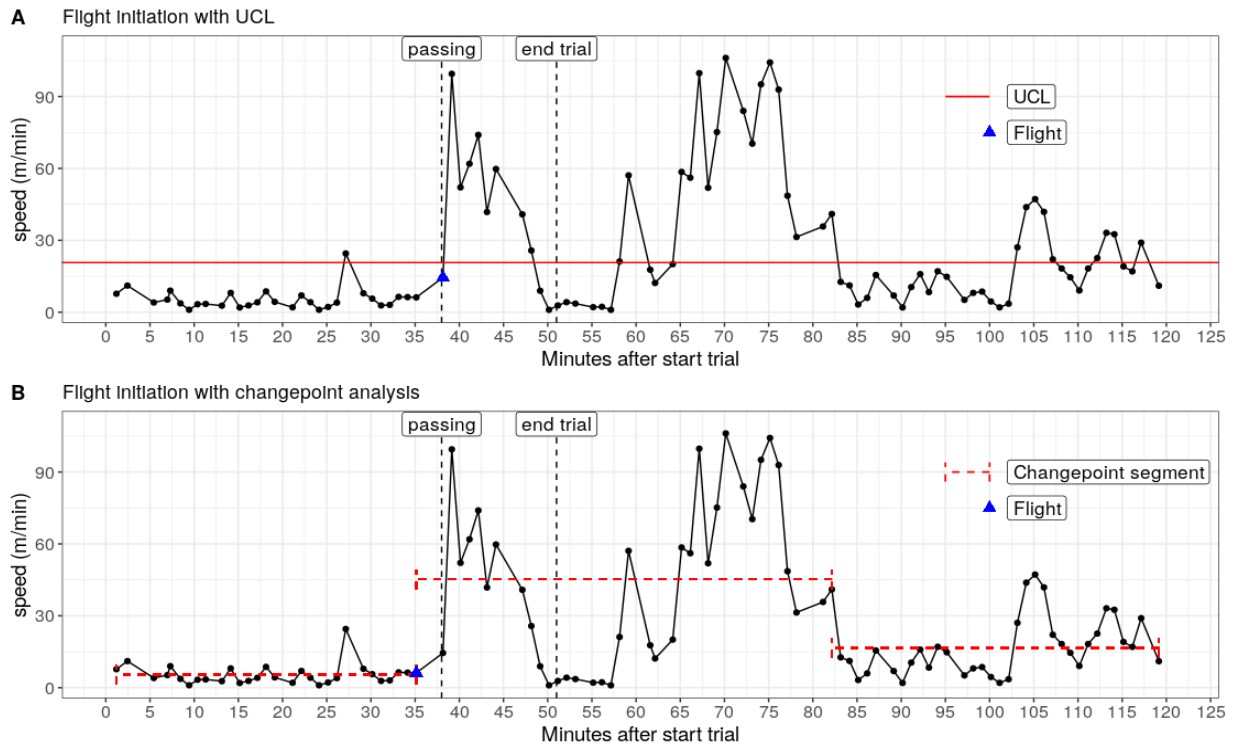 A Flight initiation with UCL
passing
end trial
90
60
30
0
speed (m/min)
UCL
Flight
0 5 10 15 20 25 30 35 40 45 50 55 60 65 70 75 80 85 90 95 100 105 110 115 120 125
Minutes after start trial
B Flight initiation with changepoint analysis
passing
end trial
90
60
30
0
speed (m/min)
Changepoint segment
Flight
0 5 10 15 20 25 30 35 40 45 50 55 60 65 70 75 80 85 90 95 100 105 110 115 120 125
Minutes after start trial